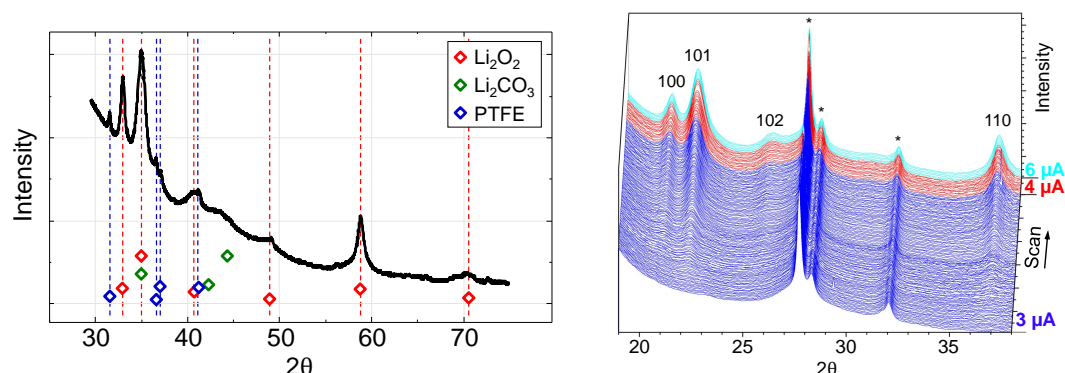 Intensity
Li₂O₂
Li₂CO₃
PTFE
30 40 50 60 70
2θ
*
101
100
*
102
*
110
Intensity
6 µA
4 µA
Scan
3 µA
20 25 30 35
2θ